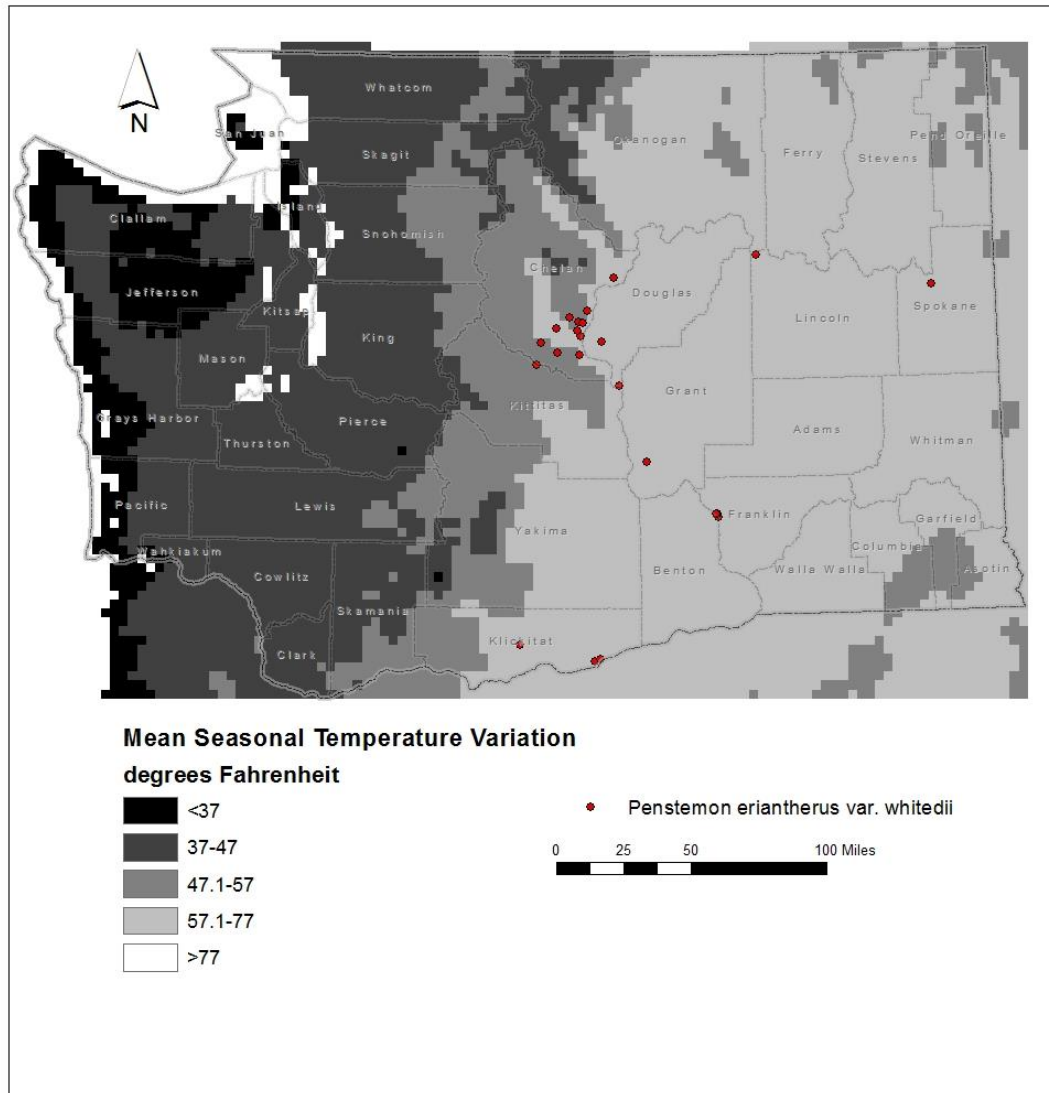 N
Whatcom
San Juan
Skagit
Okanogan
Ferry
Stevens
Pend Oreille
Island
Clallam
Snohomish
Chelan
Jefferson
Kitsap
Douglas
Lincoln
Spokane
King
Mason
Grant
Kittitas
Grays Harbor
Pierce
Adams
Whitman
Thurston
Pacific
Lewis
Yakima
Franklin
Garfield
Wahkiakum
Columbia
Cowlitz
Benton
Walla Walla
Asotin
Skamania
Klickitat
Clark
Mean Seasonal Temperature Variation
degrees Fahrenheit
<37
37-47
47.1-57
57.1-77
>77
Penstemon eriantherus var. whitedii
0 25 50 100 Miles